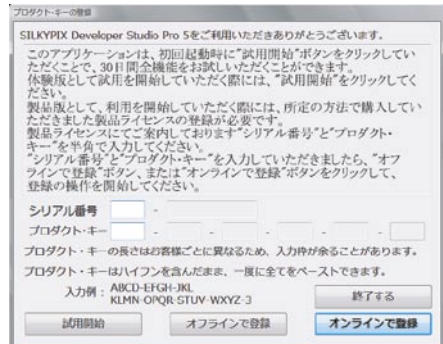 プロダクト・キーの登録
SILKYPIX Developer Studio Pro 5をご利用いただきありがとうございます。
このアプリケーションは、初回起動時に"試用開始"ボタンをクリックしてい
ただくことで、30日間全機能をお試しいただくことができます。
体験版として試用を開始していただく際には、"試用開始"をクリックしてく
ださい。
製品版として、利用を開始していただく際には、所定の方法で購入してい
ただきました製品ライセンスの登録が必要です。
製品ライセンスにてご案内しております"シリアル番号"と"プロダクト・
キー"を半角で入力してください。
"シリアル番号"と"プロダクト・キー"を入力していただきましたら、"オフ
ラインで登録"ボタン、または"オンラインで登録"ボタンをクリックして、
登録の操作を開始してください。
シリアル番号 -
プロダクト・キー - - - - -
プロダクト・キーの長さはお客様ごとに異なるため、入力枠が余ることがあります。
プロダクト・キーはハイフンを含んだまま、一度に全てをペーストできます。
入力例 : ABCD-EFGH-JKL
KLMN-OPQR-STUV-WXYZ-3
終了する
試用開始 オフラインで登録 オンラインで登録